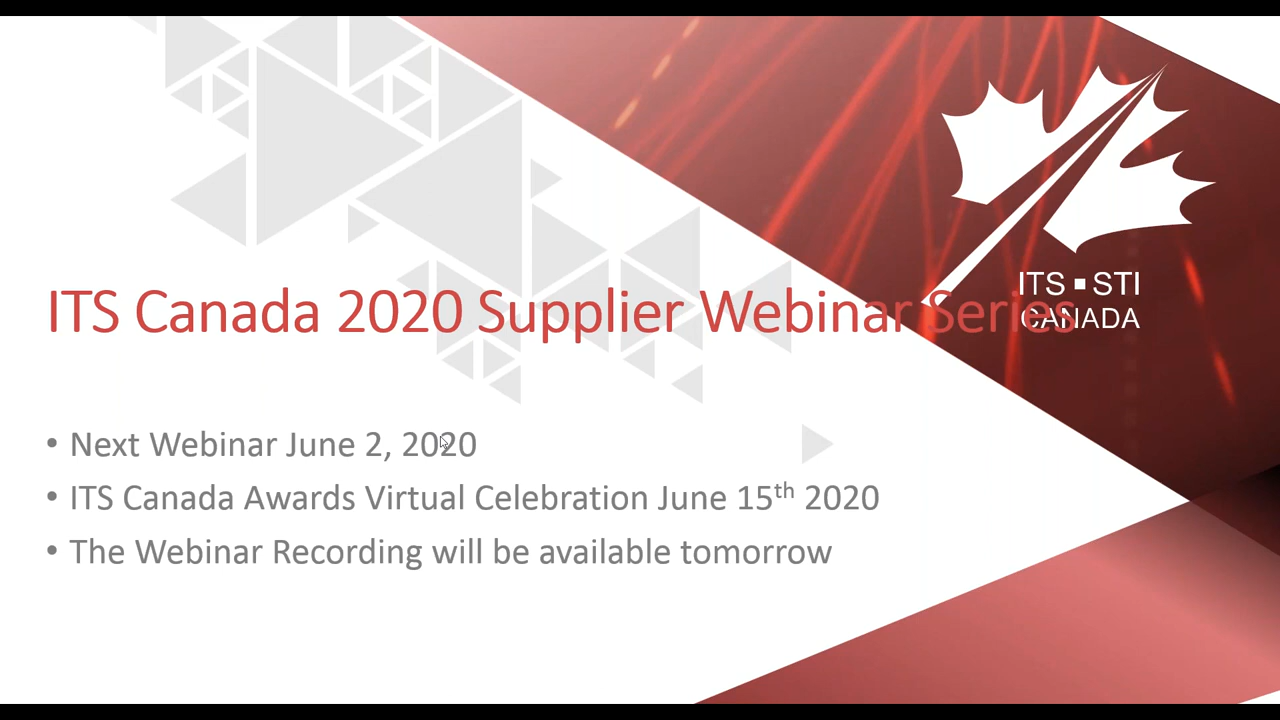 ITS ▪ STI
CANADA
ITS Canada 2020 Supplier Webinar Series
• Next Webinar June 2, 2020
• ITS Canada Awards Virtual Celebration June 15th 2020
• The Webinar Recording will be available tomorrow